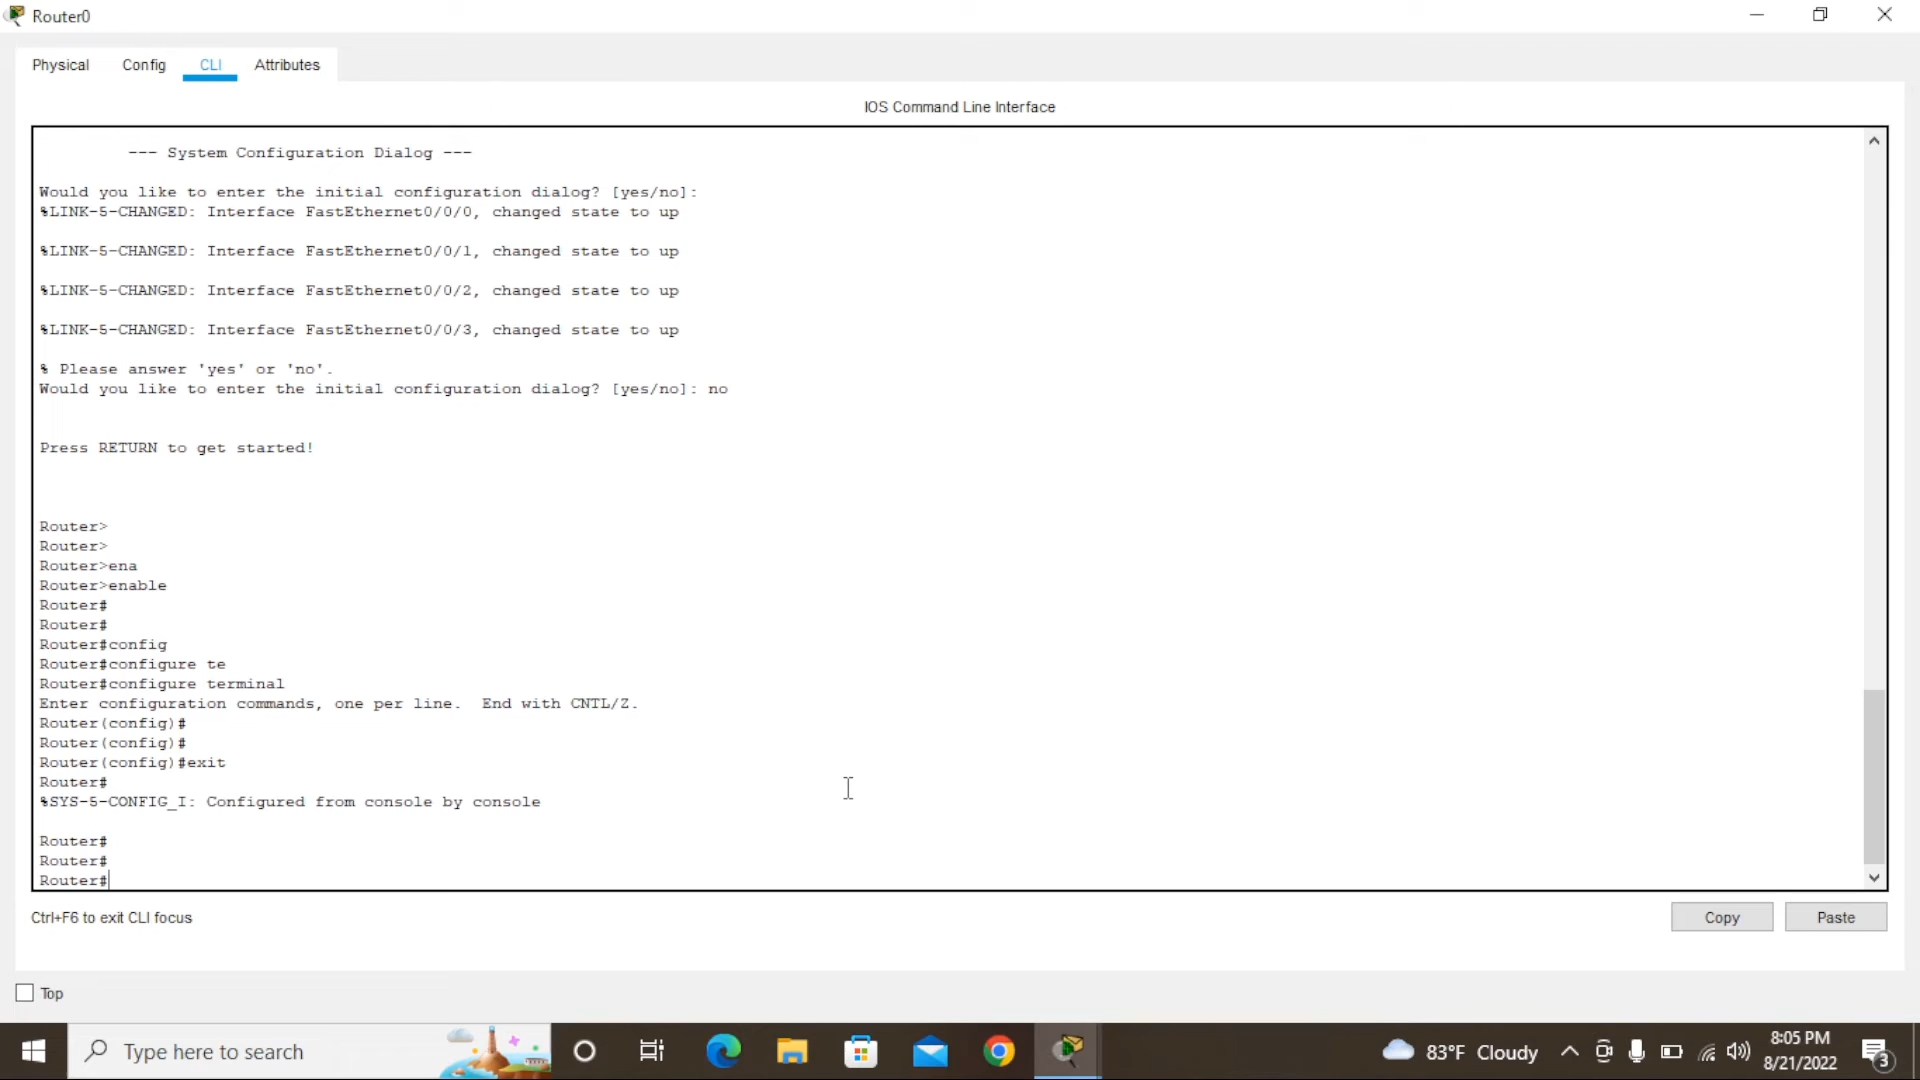 Router0
Physical Config CLI Attributes
IOS Command Line Interface
--- System Configuration Dialog ---
Would you like to enter the initial configuration dialog? [yes/no]:
%LINK-5-CHANGED: Interface FastEthernet0/0/0, changed state to up
%LINK-5-CHANGED: Interface FastEthernet0/0/1, changed state to up
%LINK-5-CHANGED: Interface FastEthernet0/0/2, changed state to up
%LINK-5-CHANGED: Interface FastEthernet0/0/3, changed state to up
% Please answer 'yes' or 'no'.
Would you like to enter the initial configuration dialog? [yes/no]: no
Press RETURN to get started!
Router>
Router>
Router>ena
Router>enable
Router#
Router#
Router#config
Router#configure te
Router#configure terminal
Enter configuration commands, one per line.  End with CNTL/Z.
Router(config)#
Router(config)#
Router(config)#exit
Router#
%SYS-5-CONFIG_I: Configured from console by console
Router#
Router#
Router#
Ctrl+F6 to exit CLI focus
Copy Paste
Top
Type here to search
83°F Cloudy
8:05 PM
8/21/2022
3